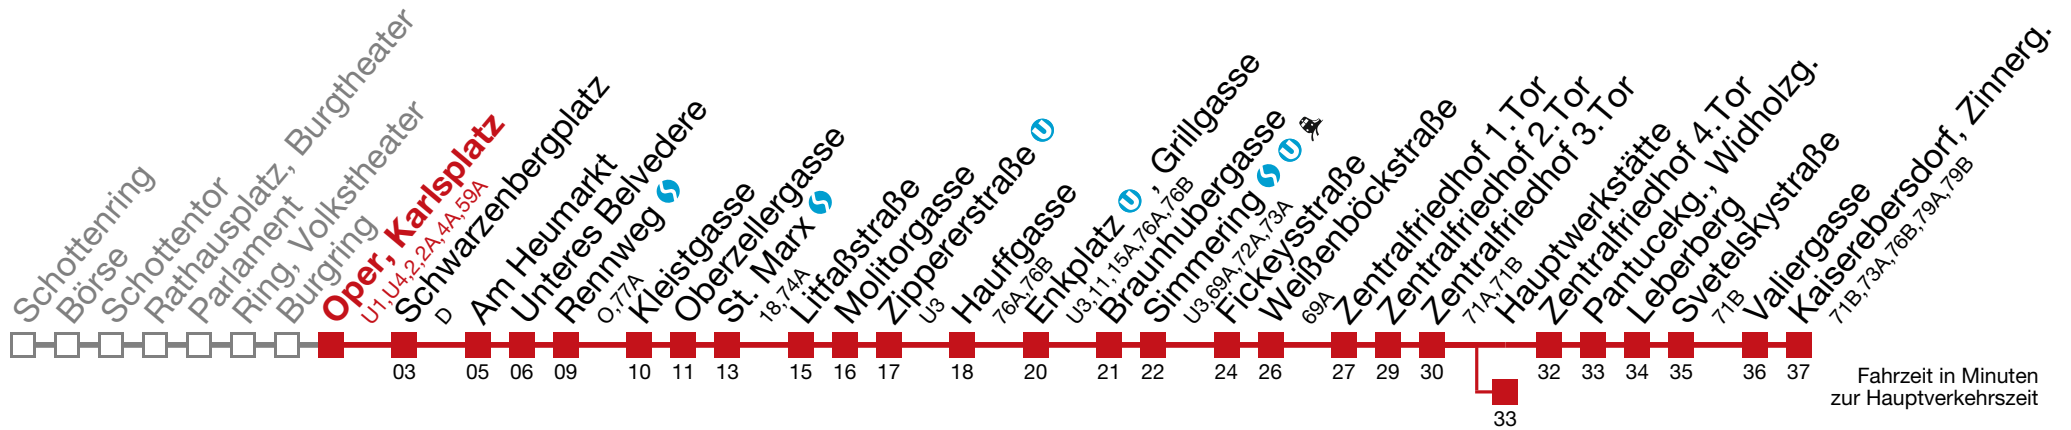 Schottenring
Börse
Schottentor
Rathausplatz, Burgtheater
Parlament
Ring, Volkstheater
Burgring
Oper, Karlsplatz
U1,U4,2,2A,4A,59A
Schwarzenbergplatz
D
Am Heumarkt
Unteres Belvedere
Rennweg S
O,77A
Kleistgasse
Oberzellergasse
St. Marx S
18,74A
Litfaßstraße
Molitorgasse
Zippererstraße U
U3
Hauffgasse
76A,76B
Enkplatz U , Grillgasse
U3,11,15A,76A,76B
Braunhubergasse
Simmering S U
U3,69A,72A,73A
Fickeysstraße
Weißenböckstraße
69A
Zentralfriedhof 1.Tor
Zentralfriedhof 2.Tor
Zentralfriedhof 3.Tor
71A,71B
Hauptwerkstätte
Zentralfriedhof 4.Tor
Pantucekg., Widholzg.
Leberberg
Svetelskystraße
71B
Valiergasse
Kaiserebersdorf, Zinnerg.
71B,73A,76B,79A,79B
03 05 06 09 10 11 13 15 16 17 18 20 21 22 24 26 27 29 30 32 33 34 35 36 37
33
Fahrzeit in Minuten
zur Hauptverkehrszeit